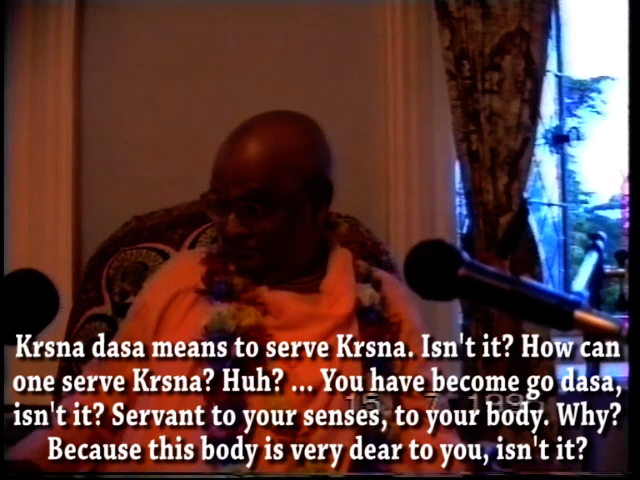 Krsna dasa means to serve Krsna. Isn't it? How can
one serve Krsna? Huh? ... You have become go dasa,
isn't it? Servant to your senses, to your body. Why?
Because this body is very dear to you, isn't it?
15. 7.